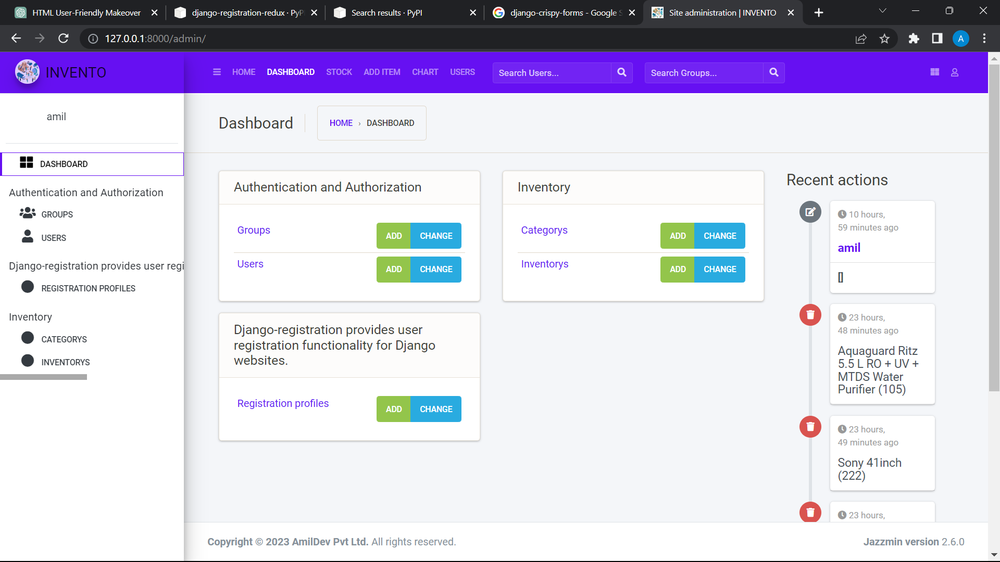 HTML User-Friendly Makeover
django-registration-redux · PyP
Search results · PyPI
django-crispy-forms - Google S
Site administration | INVENTO
127.0.0.1:8000/admin/
A
INVENTO
HOME
DASHBOARD
STOCK
ADD ITEM
CHART
USERS
Search Users...
Search Groups...
amil
DASHBOARD
Authentication and Authorization
GROUPS
USERS
Django-registration provides user regi
REGISTRATION PROFILES
Inventory
CATEGORYS
INVENTORYS
Dashboard
HOME › DASHBOARD
Authentication and Authorization
Groups
ADD
CHANGE
Users
ADD
CHANGE
Inventory
Categorys
ADD
CHANGE
Inventorys
ADD
CHANGE
Django-registration provides user
registration functionality for Django
websites.
Registration profiles
ADD
CHANGE
Recent actions
10 hours,
59 minutes ago
amil
[]
23 hours,
48 minutes ago
Aquaguard Ritz
5.5 L RO + UV +
MTDS Water
Purifier (105)
23 hours,
49 minutes ago
Sony 41inch
(222)
23 hours,
Copyright © 2023 AmilDev Pvt Ltd. All rights reserved.
Jazzmin version 2.6.0